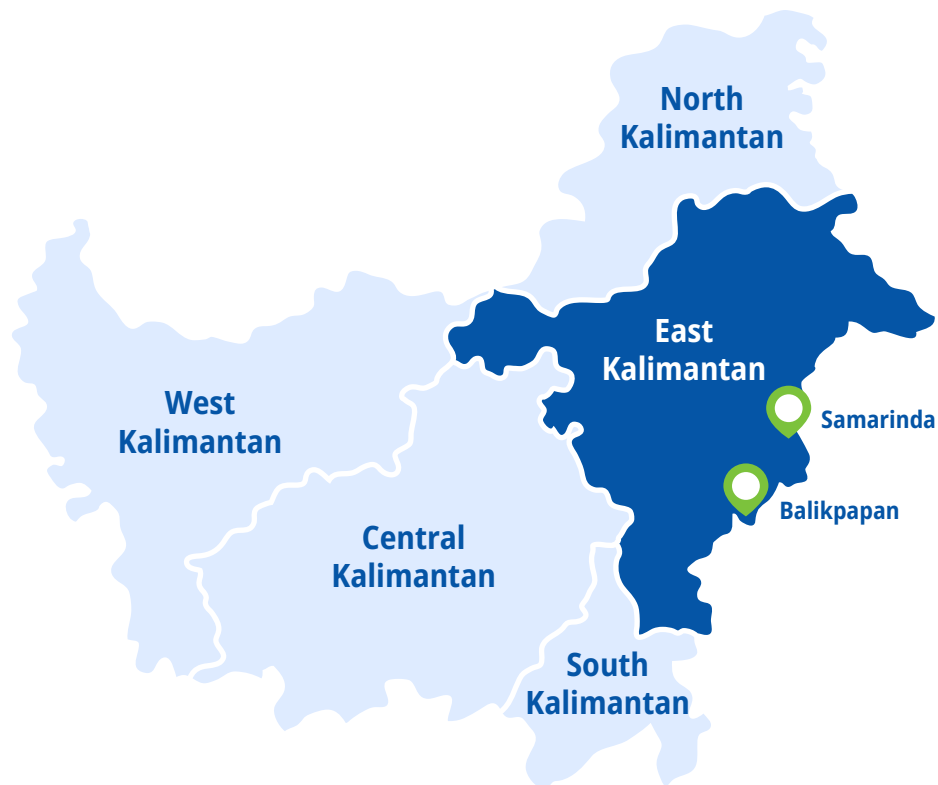 North
Kalimantan
East
Kalimantan
West
Kalimantan
Samarinda
Balikpapan
Central
Kalimantan
South
Kalimantan